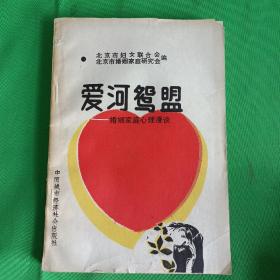 北京市妇女联合会
北京市婚姻家庭研究会 编
爱河鸳盟
——婚姻家庭心理漫谈
中国城市经济社会出版社